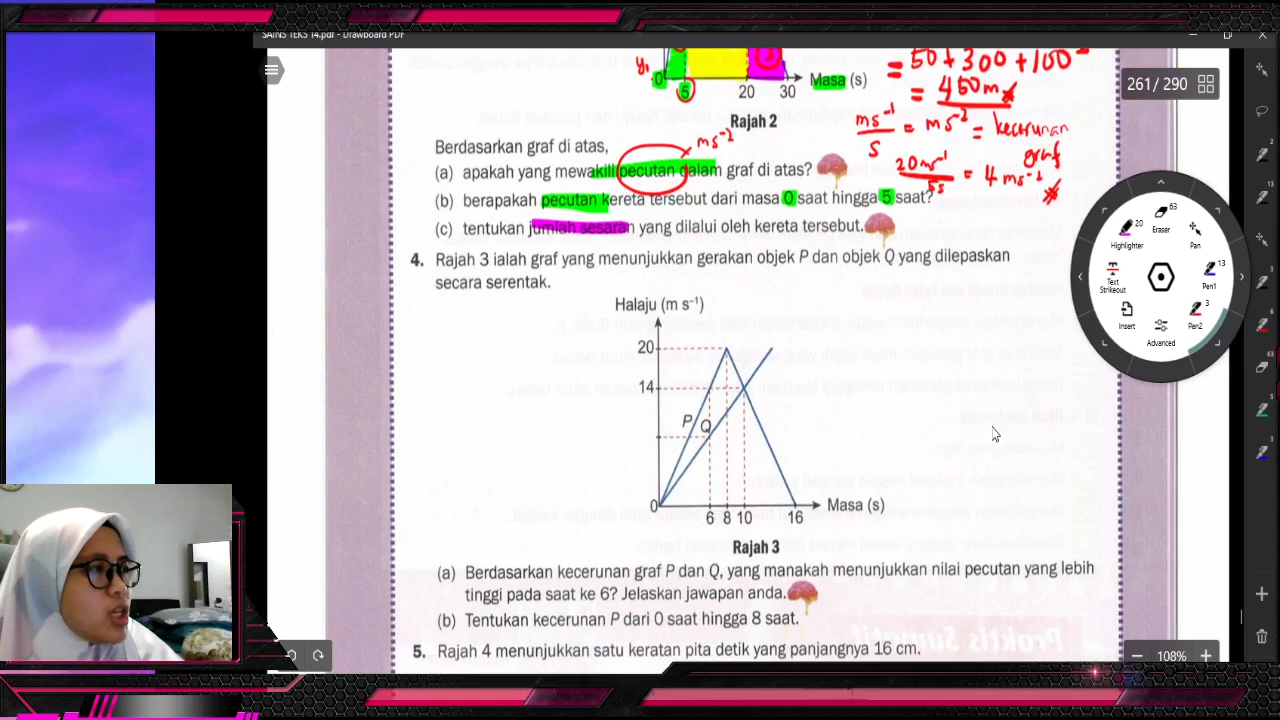 SAINS TEKS 14.pdf - Drawboard PDF
261/290
y₁
0
5
20
30
Masa (s)
Rajah 2
= 50 + 300 + 100
= 450m
ms⁻¹/s = ms⁻² = kecerunan graf
20ms⁻¹/5s = 4 ms⁻²
ms⁻²
Berdasarkan graf di atas,
(a) apakah yang mewakili pecutan dalam graf di atas?
(b) berapakah pecutan kereta tersebut dari masa 0 saat hingga 5 saat?
(c) tentukan jumlah sesaran yang dilalui oleh kereta tersebut.
4. Rajah 3 ialah graf yang menunjukkan gerakan objek P dan objek Q yang dilepaskan
secara serentak.
Halaju (m s⁻¹)
20
14
P
Q
0
6 8 10 16
Masa (s)
Rajah 3
(a) Berdasarkan kecerunan graf P dan Q, yang manakah menunjukkan nilai pecutan yang lebih
tinggi pada saat ke 6? Jelaskan jawapan anda.
(b) Tentukan kecerunan P dari 0 saat hingga 8 saat.
5. Rajah 4 menunjukkan satu keratan pita detik yang panjangnya 16 cm.
63
Eraser
20
Highlighter
Pan
Text
Strikeout
13
Pen1
Insert
3
Pen2
Advanced
108%